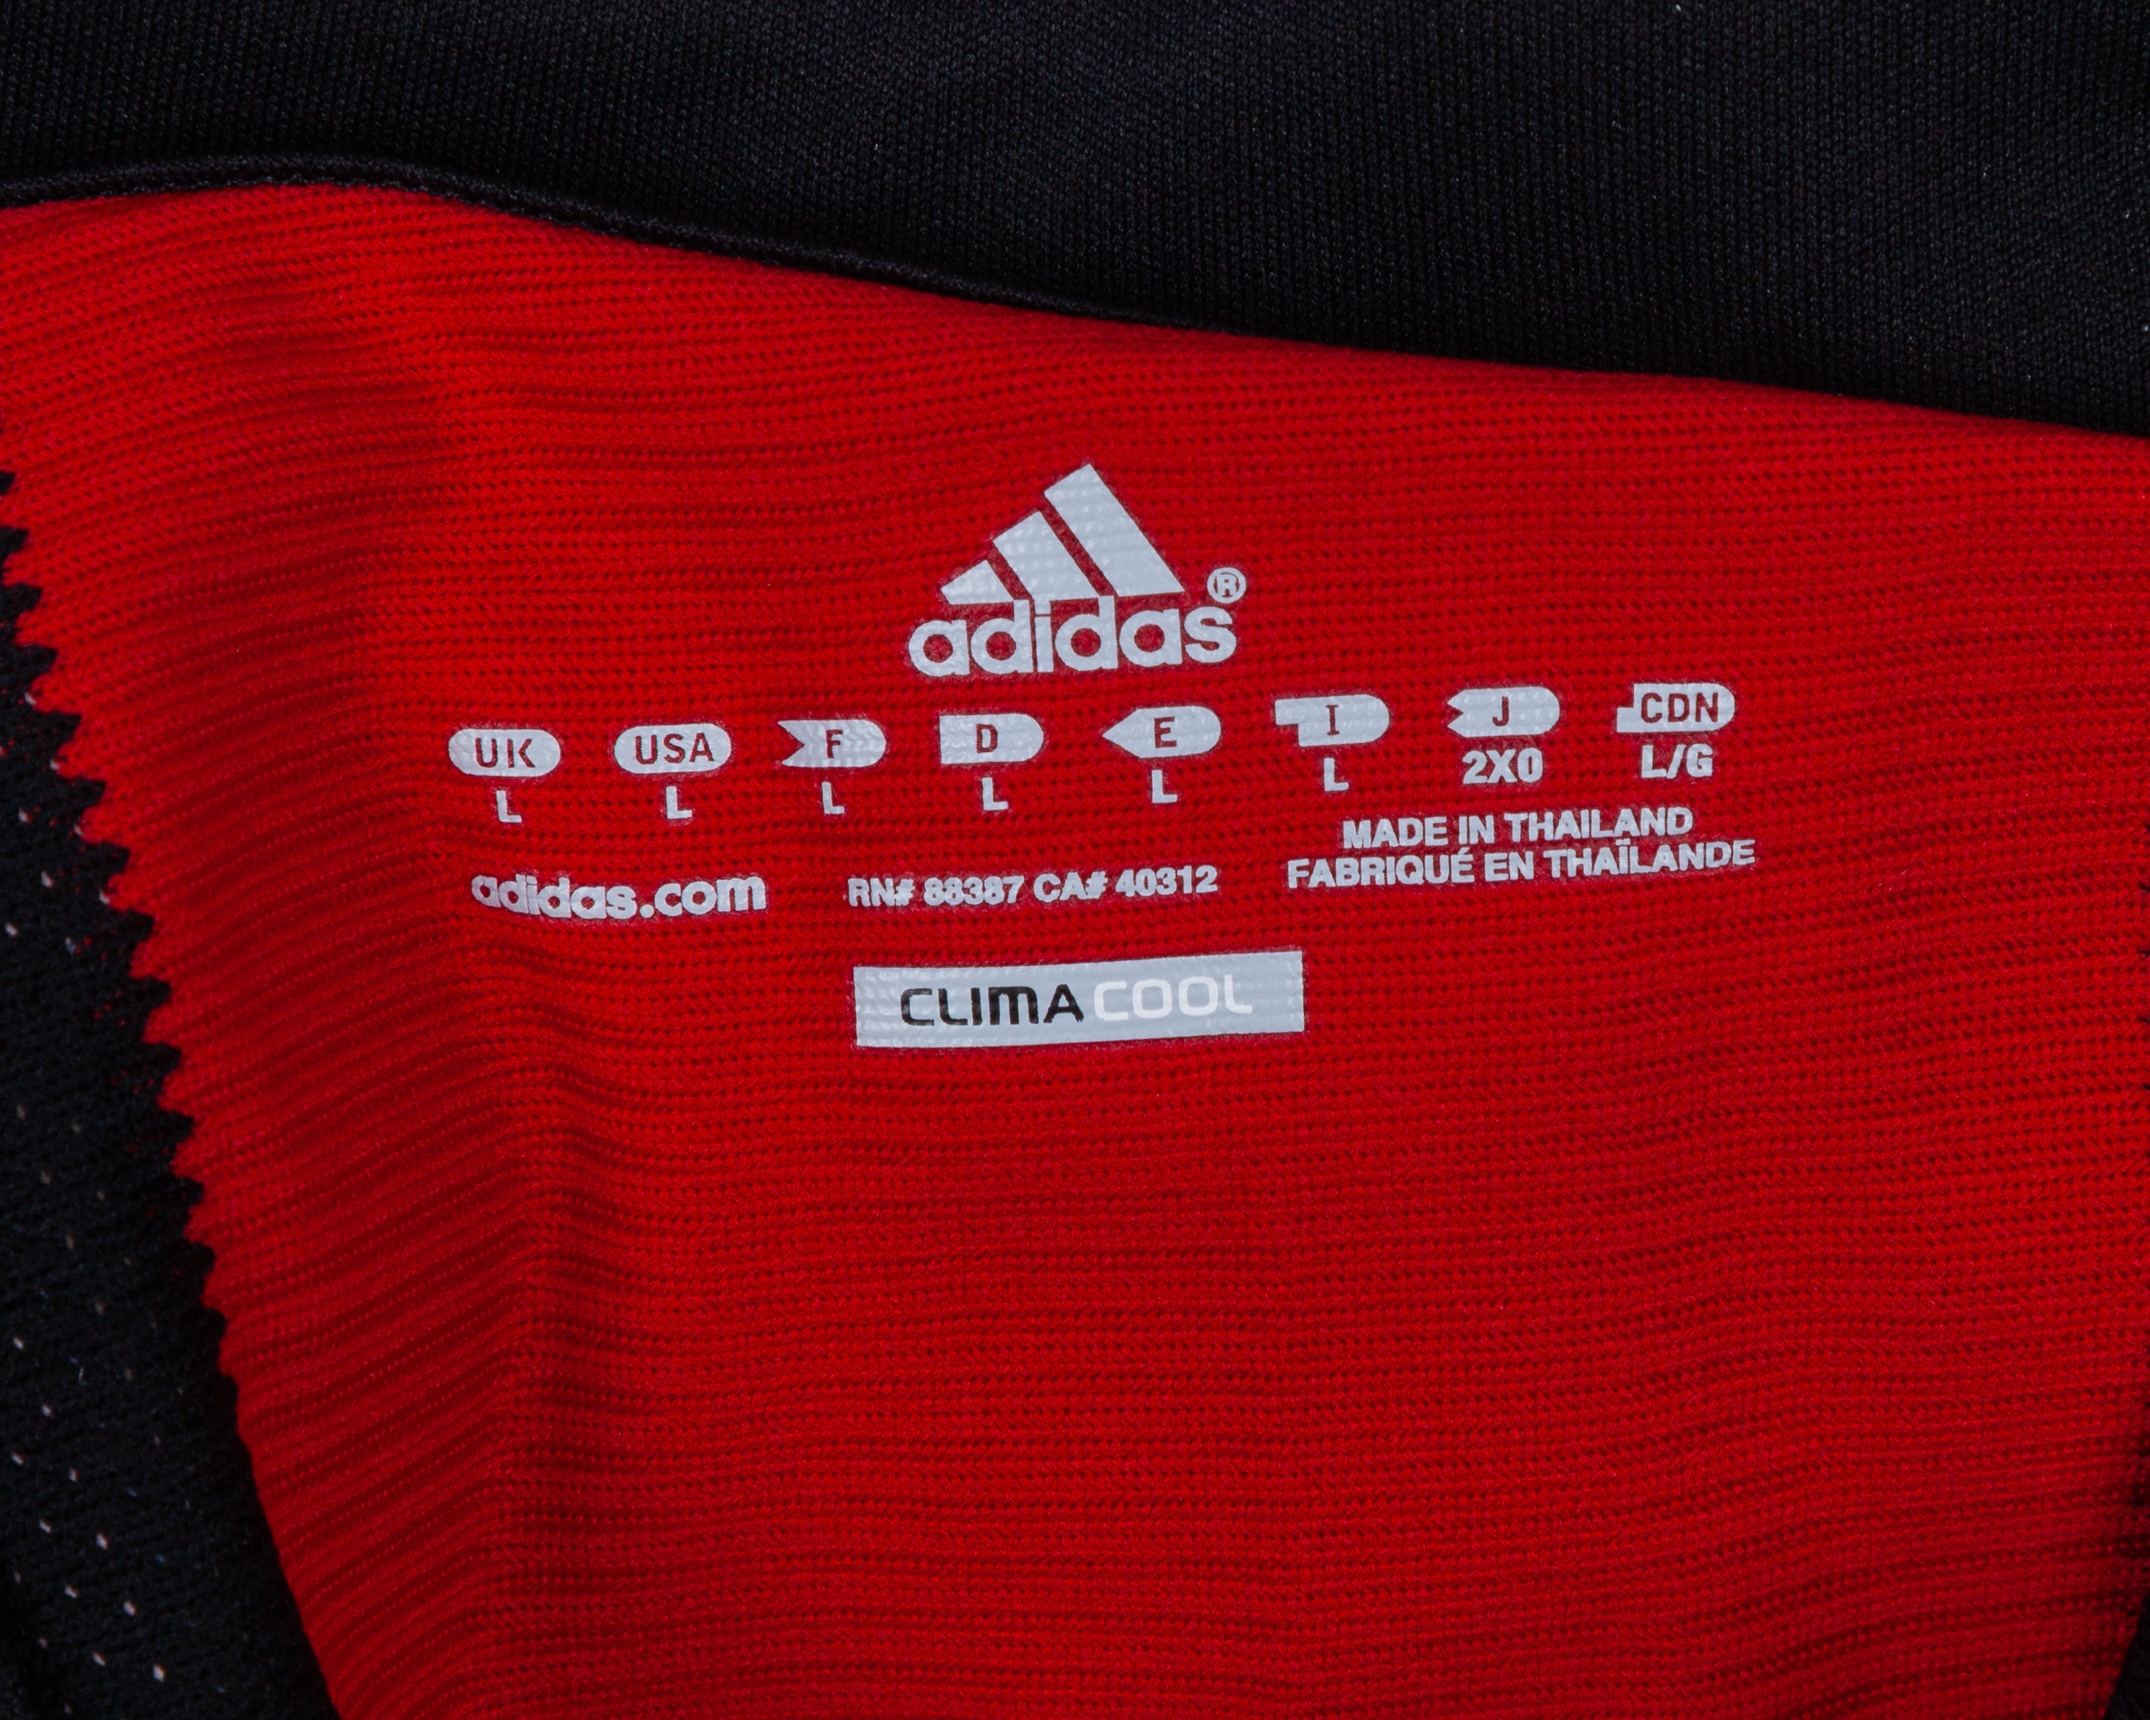 adidas®
UK USA F D E I J CDN
L L L L L L 2XO L/G
MADE IN THAILAND
adidas.com RN# 88387 CA# 40312 FABRIQUÉ EN THAÏLANDE
CLIMACOOL